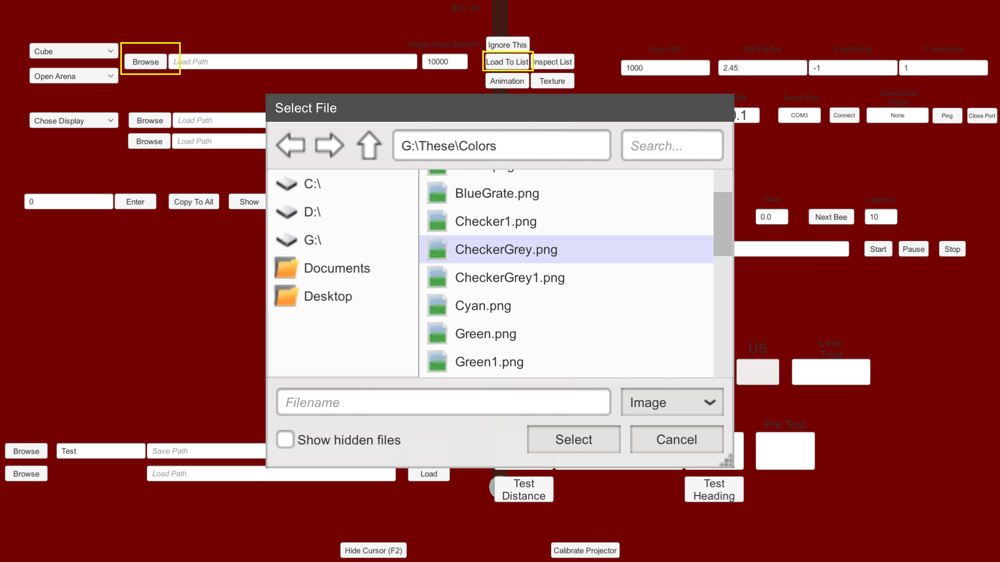 BEE VR
Image Scale (pixel/m)
Ignore This
Cube
Browse
Load Path
10000
Load To List
Inspect List
Open Arena
Animation
Texture
Mice DPI
Ball Radius
X sensitivity
Y sensitivity
1000
2.45
-1
1
Serial Port
Connection
Status
COM3
Connect
None
Ping
Close Port
Chose Display
Browse
Load Path
Browse
Load Path
Select File
G:\These\Colors
Search...
C:\
D:\
G:\
Documents
Desktop
BlueGrate.png
Checker1.png
CheckerGrey.png
CheckerGrey1.png
Cyan.png
Green.png
Green1.png
Filename
Image
Show hidden files
Select
Cancel
0
Enter
Copy To All
Show
Time
Latency
0.0
Next Bee
10
Start
Pause
Stop
US
Line:
Trial
Pre Test
Browse
Test
Save Path
Browse
Load Path
Load
Test
Distance
Test
Heading
Hide Cursor (F2)
Calibrate Projector